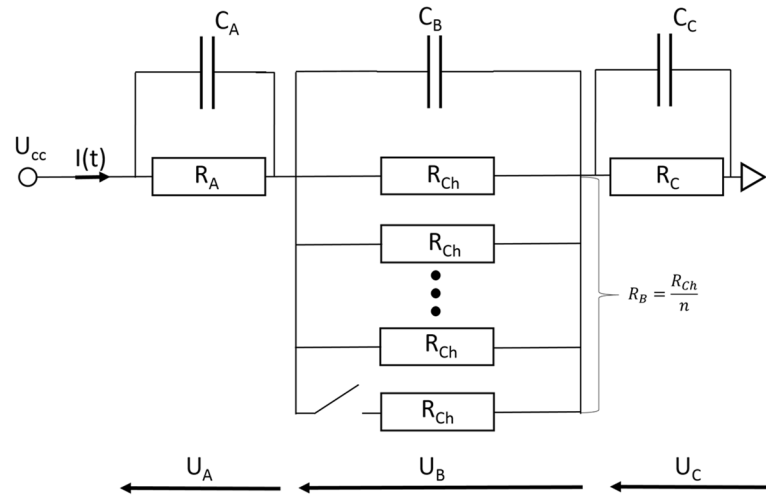 C_A
C_B
C_C
U_cc
I(t)
R_A
R_Ch
R_C
R_Ch
R_B = R_Ch/n
R_Ch
R_Ch
U_A
U_B
U_C